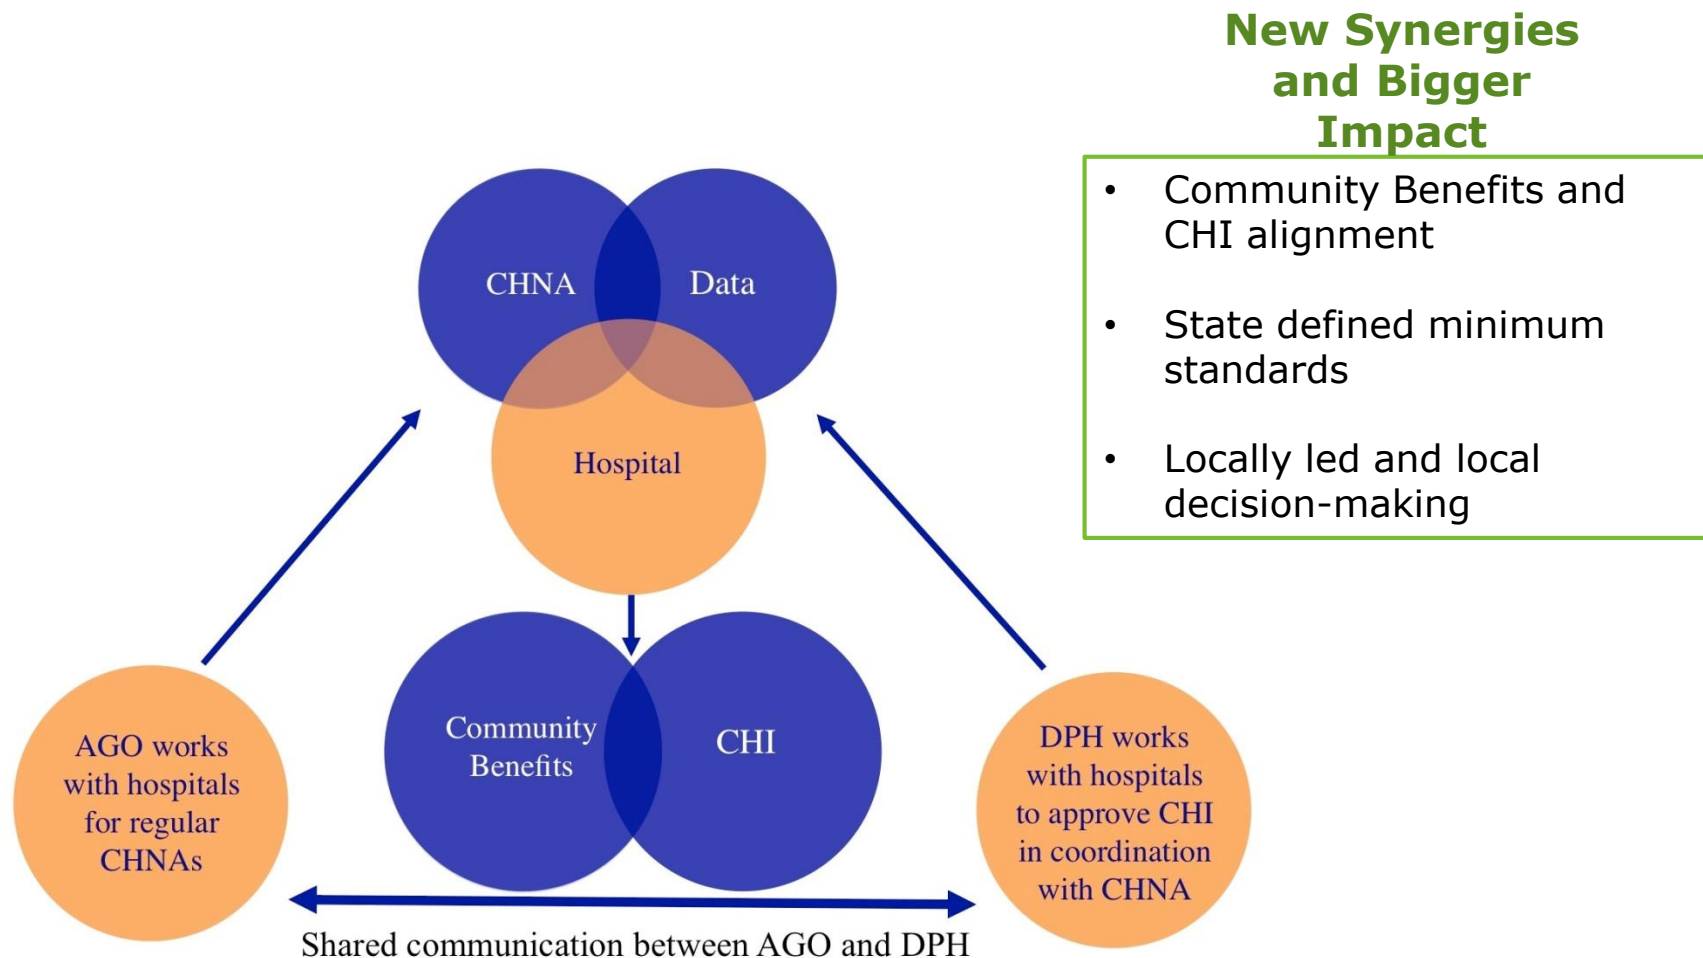 New Synergies
and Bigger
Impact
• Community Benefits and
CHI alignment
• State defined minimum
standards
• Locally led and local
decision-making
CHNA
Data
Hospital
Community
Benefits
CHI
AGO works
with hospitals
for regular
CHNAs
DPH works
with hospitals
to approve CHI
in coordination
with CHNA
Shared communication between AGO and DPH